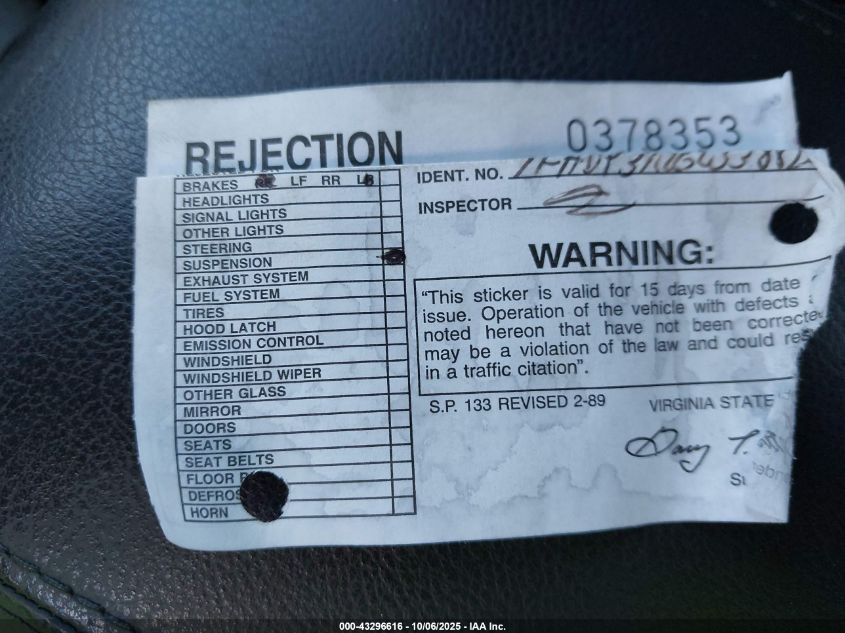 REJECTION 0378353
BRAKES LF RR
HEADLIGHTS
SIGNAL LIGHTS
OTHER LIGHTS
STEERING
SUSPENSION
EXHAUST SYSTEM
FUEL SYSTEM
TIRES
HOOD LATCH
EMISSION CONTROL
WINDSHIELD
WINDSHIELD WIPER
OTHER GLASS
MIRROR
DOORS
SEATS
SEAT BELTS
FLOOR
HORN
IDENT. NO.
INSPECTOR
WARNING:
"This sticker is valid for 15 days from date
issue. Operation of the vehicle with defects
noted hereon that have not been corrected
may be a violation of the law and could
in a traffic citation".
S.P. 133 REVISED 2-89 VIRGINIA STATE
000-43296616 - 10/06/2025 - IAA Inc.